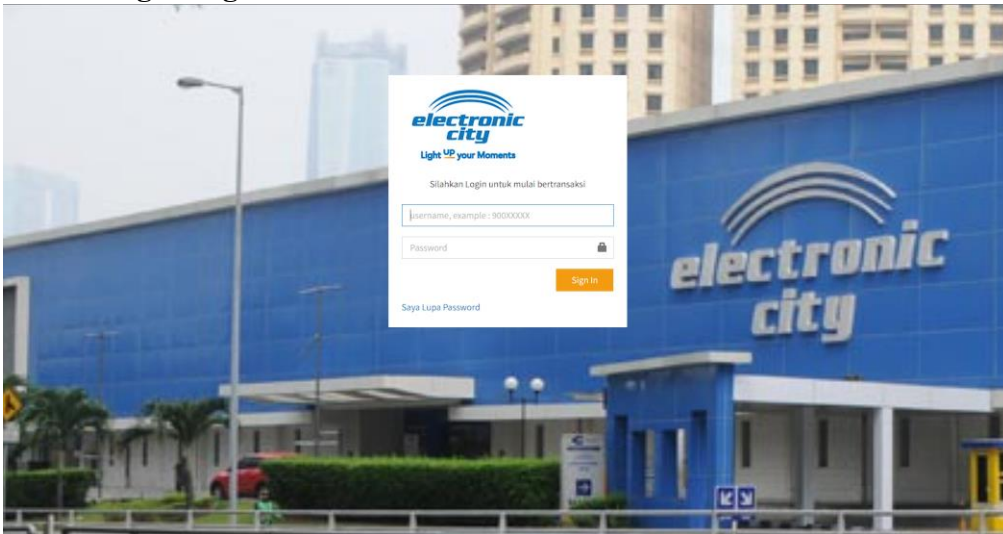 electronic
city
Light UP your Moments
Silahkan Login untuk mulai bertransaksi
username, example : 900XXXXX
Password
Sign In
Saya Lupa Password
electronic
city